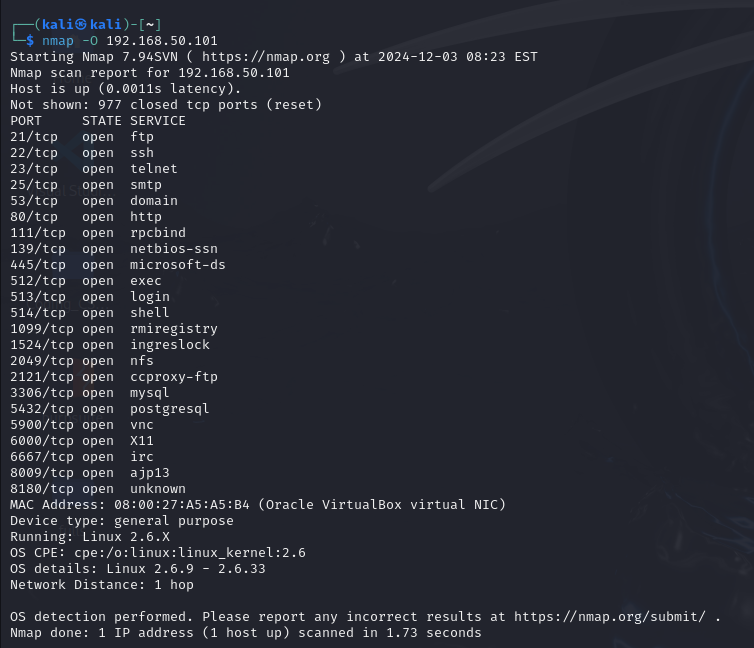 ┌──(kali㉿kali)-[~]
└─$ nmap -O 192.168.50.101
Starting Nmap 7.94SVN ( https://nmap.org ) at 2024-12-03 08:23 EST
Nmap scan report for 192.168.50.101
Host is up (0.0011s latency).
Not shown: 977 closed tcp ports (reset)
PORT     STATE SERVICE
21/tcp   open  ftp
22/tcp   open  ssh
23/tcp   open  telnet
25/tcp   open  smtp
53/tcp   open  domain
80/tcp   open  http
111/tcp  open  rpcbind
139/tcp  open  netbios-ssn
445/tcp  open  microsoft-ds
512/tcp  open  exec
513/tcp  open  login
514/tcp  open  shell
1099/tcp open  rmiregistry
1524/tcp open  ingreslock
2049/tcp open  nfs
2121/tcp open  ccproxy-ftp
3306/tcp open  mysql
5432/tcp open  postgresql
5900/tcp open  vnc
6000/tcp open  X11
6667/tcp open  irc
8009/tcp open  ajp13
8180/tcp open  unknown
MAC Address: 08:00:27:A5:A5:B4 (Oracle VirtualBox virtual NIC)
Device type: general purpose
Running: Linux 2.6.X
OS CPE: cpe:/o:linux:linux_kernel:2.6
OS details: Linux 2.6.9 - 2.6.33
Network Distance: 1 hop

OS detection performed. Please report any incorrect results at https://nmap.org/submit/ .
Nmap done: 1 IP address (1 host up) scanned in 1.73 seconds